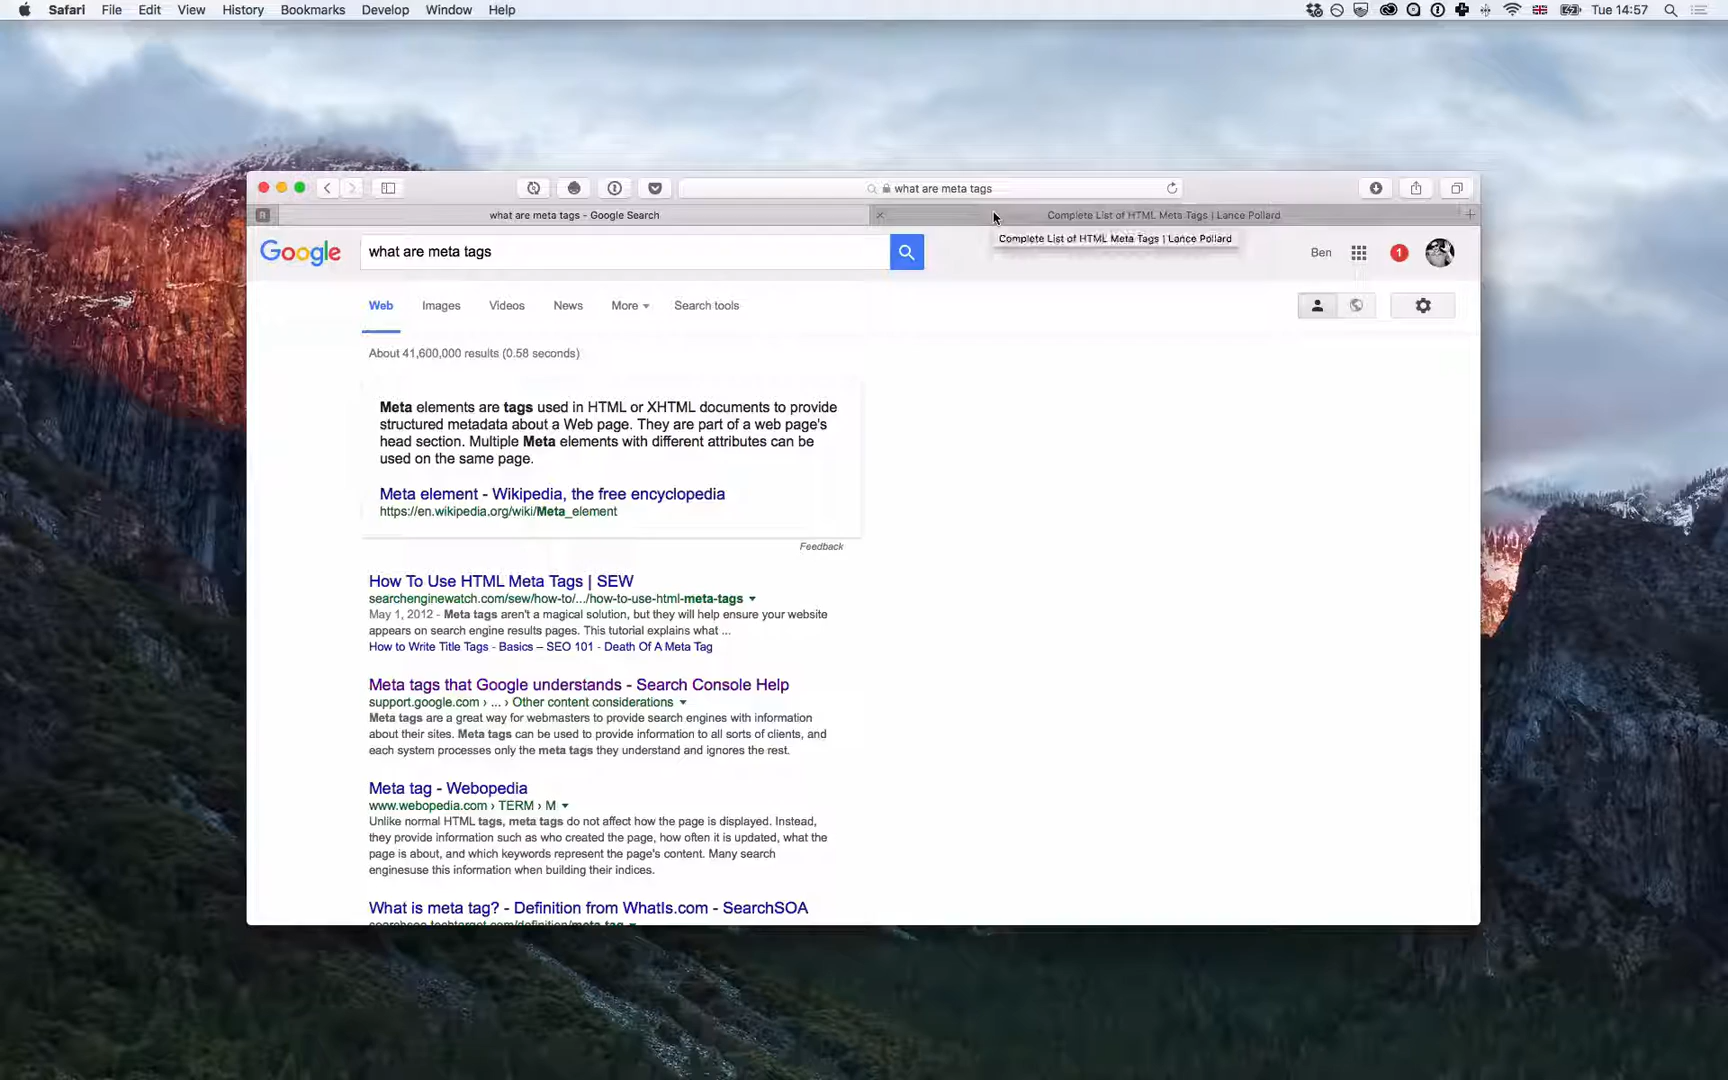 Safari File Edit View History Bookmarks Develop Window Help Tue 14:57
what are meta tags
what are meta tags - Google Search Complete List of HTML Meta Tags | Lance Pollard
Complete List of HTML Meta Tags | Lance Pollard
Google what are meta tags Ben 1
Web Images Videos News More Search tools
About 41,600,000 results (0.58 seconds)
Meta elements are tags used in HTML or XHTML documents to provide
structured metadata about a Web page. They are part of a web page's
head section. Multiple Meta elements with different attributes can be
used on the same page.
Meta element - Wikipedia, the free encyclopedia
https://en.wikipedia.org/wiki/Meta_element
Feedback
How To Use HTML Meta Tags | SEW
searchenginewatch.com/sew/how-to/.../how-to-use-html-meta-tags
May 1, 2012 - Meta tags aren't a magical solution, but they will help ensure your website
appears on search engine results pages. This tutorial explains what ...
How to Write Title Tags - Basics – SEO 101 - Death Of A Meta Tag
Meta tags that Google understands - Search Console Help
support.google.com › ... › Other content considerations
Meta tags are a great way for webmasters to provide search engines with information
about their sites. Meta tags can be used to provide information to all sorts of clients, and
each system processes only the meta tags they understand and ignores the rest.
Meta tag - Webopedia
www.webopedia.com › TERM › M
Unlike normal HTML tags, meta tags do not affect how the page is displayed. Instead,
they provide information such as who created the page, how often it is updated, what the
page is about, and which keywords represent the page's content. Many search
enginesuse this information when building their indices.
What is meta tag? - Definition from WhatIs.com - SearchSOA
searchsoa.techtarget.com/definition/meta-tag